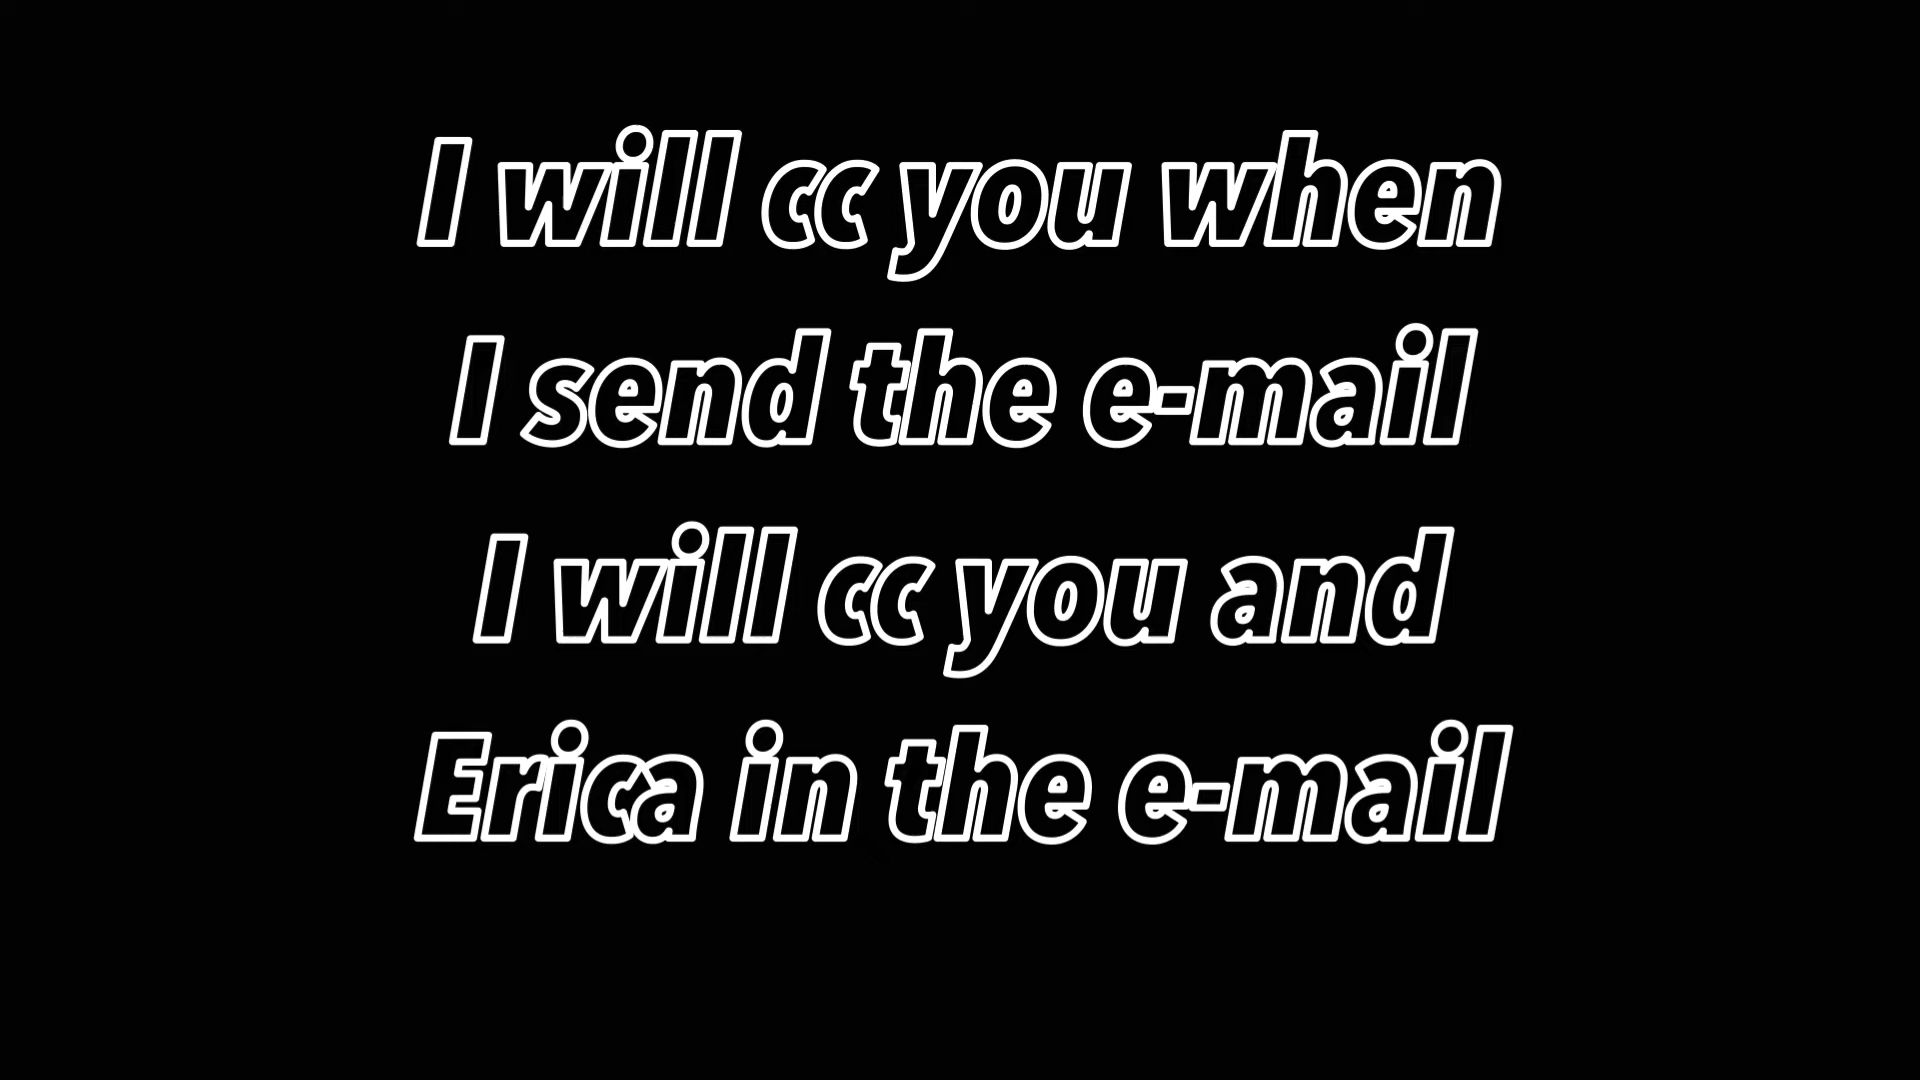 I will cc you when
I send the e-mail
I will cc you and
Erica in the e-mail